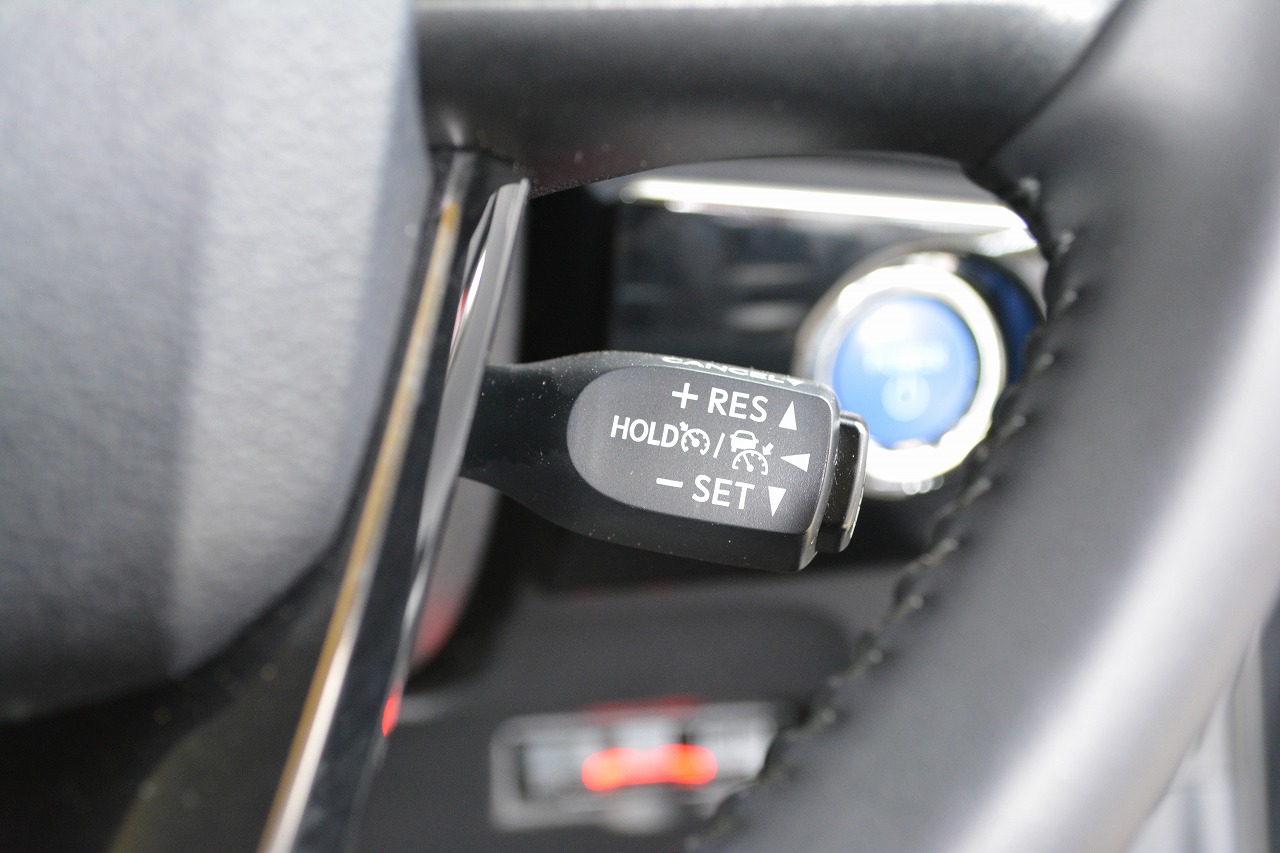 CANCEL
+ RES ▲
HOLD / ◀
− SET ▼